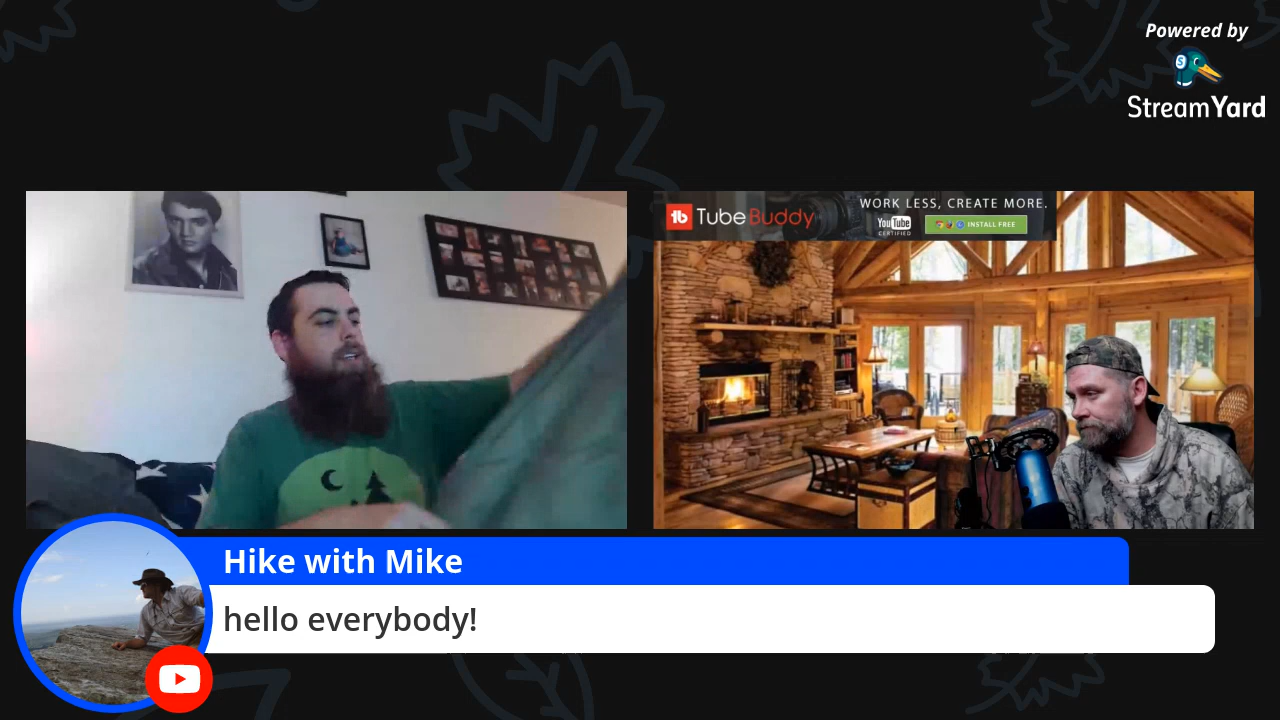 Powered by
StreamYard
TubeBuddy
WORK LESS, CREATE MORE.
YouTube
CERTIFIED
INSTALL FREE
Hike with Mike
hello everybody!